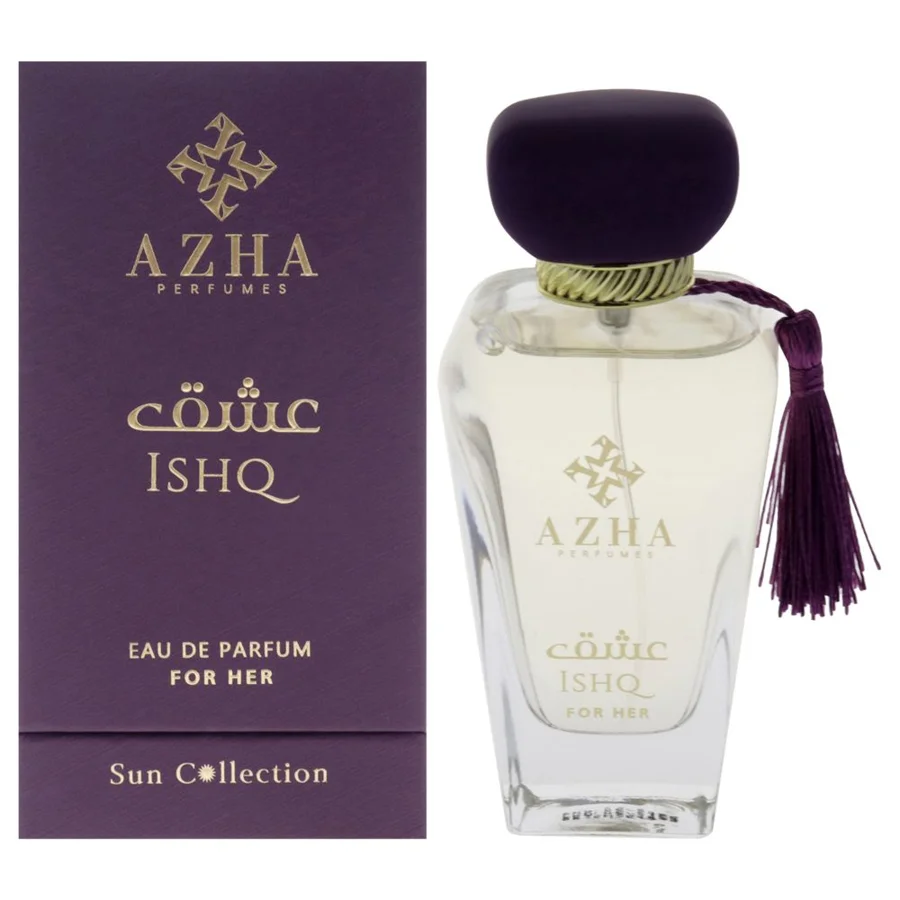 AZHA
PERFUMES
عشق
ISHQ
EAU DE PARFUM
FOR HER
Sun Collection
AZHA
PERFUMES
عشق
ISHQ
FOR HER